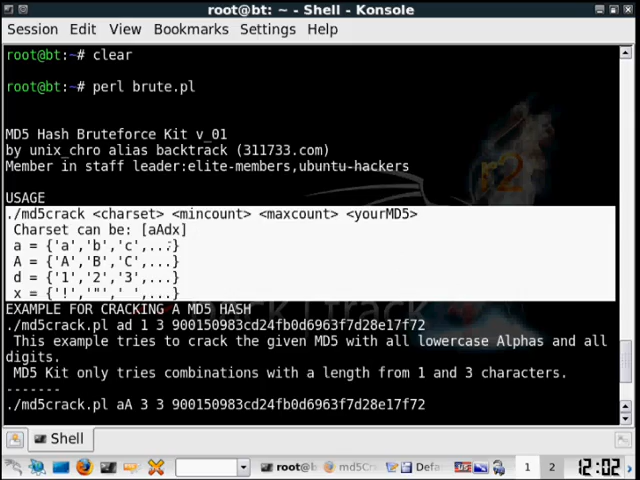 root@bt: ~ - Shell - Konsole
Session Edit View Bookmarks Settings Help
root@bt:~# clear
root@bt:~# perl brute.pl
MD5 Hash Bruteforce Kit v_01
by unix_chro alias backtrack (311733.com)
Member in staff leader:elite-members,ubuntu-hackers
r2
USAGE
./md5crack <charset> <mincount> <maxcount> <yourMD5>
Charset can be: [aAdx]
a = {'a','b','c',...}
A = {'A','B','C',...}
d = {'1','2','3',...}
x = {'!','"',' ',...}
EXAMPLE FOR CRACKING A MD5 HASH
./md5crack.pl ad 1 3 900150983cd24fb0d6963f7d28e17f72
This example tries to crack the given MD5 with all lowercase Alphas and all
digits.
MD5 Kit only tries combinations with a length from 1 and 3 characters.
-------
./md5crack.pl aA 3 3 900150983cd24fb0d6963f7d28e17f72
Shell
root@b md5Cr Defa US 1 2 12:02